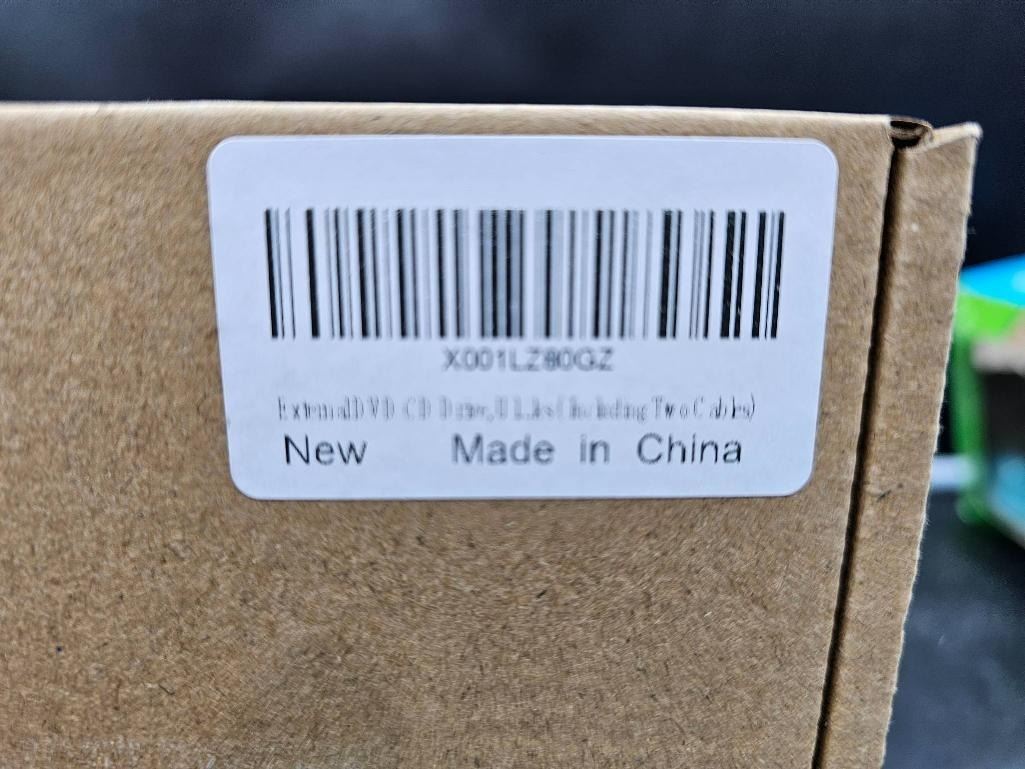 X001LZ80GZ
ExternalDVD CD Drive, (Including Two Cables)
New Made in China